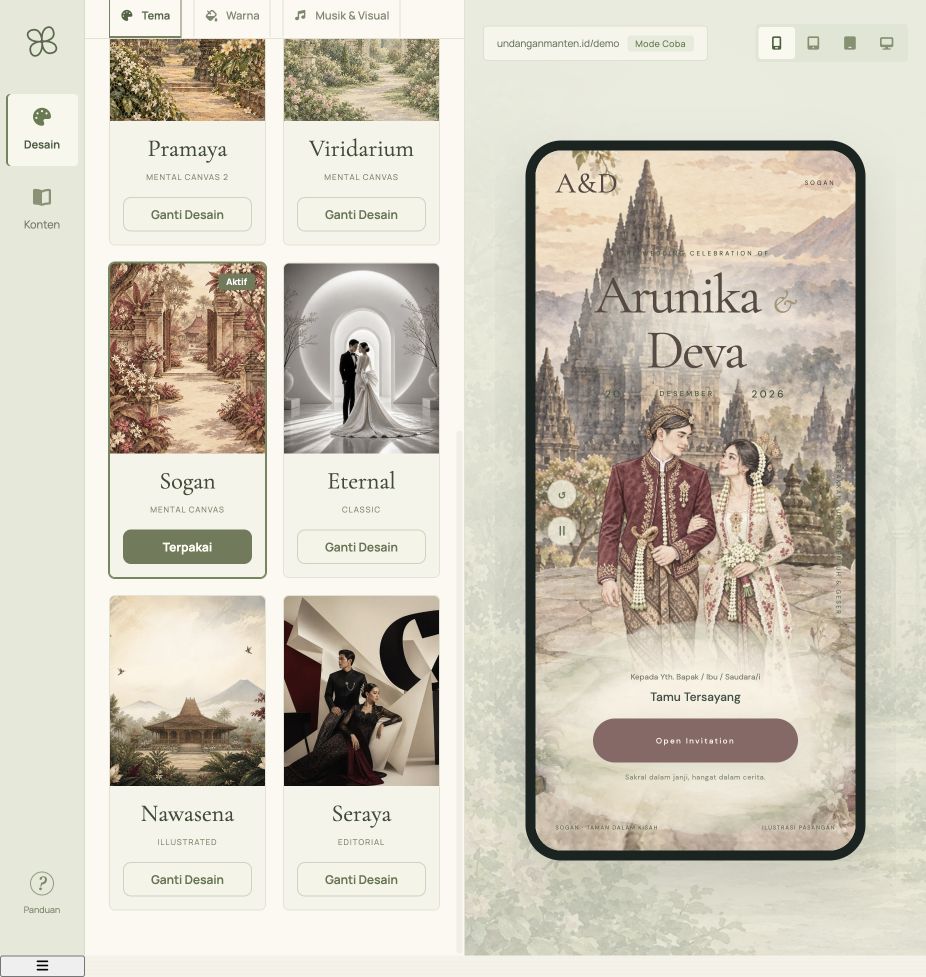 Tema
Warna
Musik & Visual
Desain
Konten
Panduan
Pramaya
MENTAL CANVAS 2
Ganti Desain
Viridarium
MENTAL CANVAS
Ganti Desain
Aktif
Sogan
MENTAL CANVAS
Terpakai
Eternal
CLASSIC
Ganti Desain
Nawasena
ILLUSTRATED
Ganti Desain
Seraya
EDITORIAL
Ganti Desain
undanganmanten.id/demo
Mode Coba
A&D
SOGAN
WEDDING CELEBRATION OF
Arunika &
Deva
20 DESEMBER 2026
Kepada Yth. Bapak / Ibu / Saudara/i
Tamu Tersayang
Open Invitation
Sakral dalam janji, hangat dalam cerita.
SOGAN · TAMAN DALAM KISAH
ILUSTRASI PASANGAN